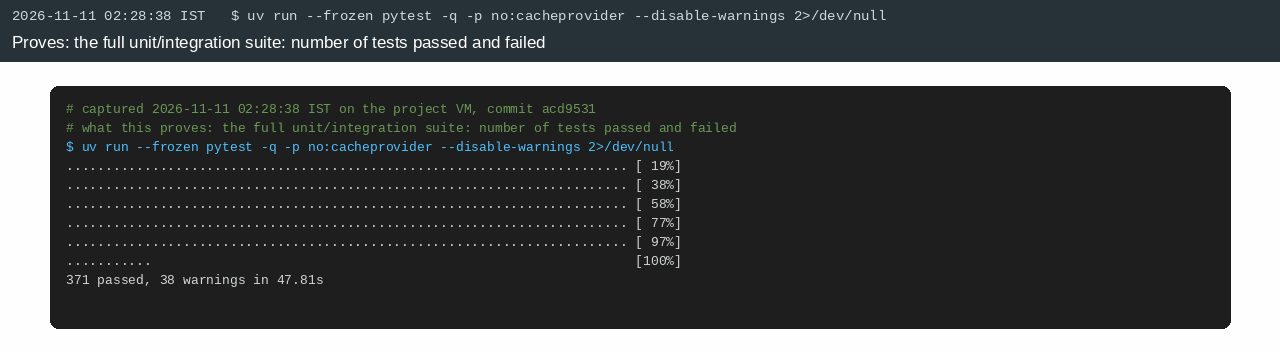 2026-11-11 02:28:38 IST $ uv run --frozen pytest -q -p no:cacheprovider --disable-warnings 2>/dev/null
Proves: the full unit/integration suite: number of tests passed and failed
# captured 2026-11-11 02:28:38 IST on the project VM, commit acd9531
# what this proves: the full unit/integration suite: number of tests passed and failed
$ uv run --frozen pytest -q -p no:cacheprovider --disable-warnings 2>/dev/null
........................................................................ [ 19%]
........................................................................ [ 38%]
........................................................................ [ 58%]
........................................................................ [ 77%]
........................................................................ [ 97%]
........... [100%]
371 passed, 38 warnings in 47.81s